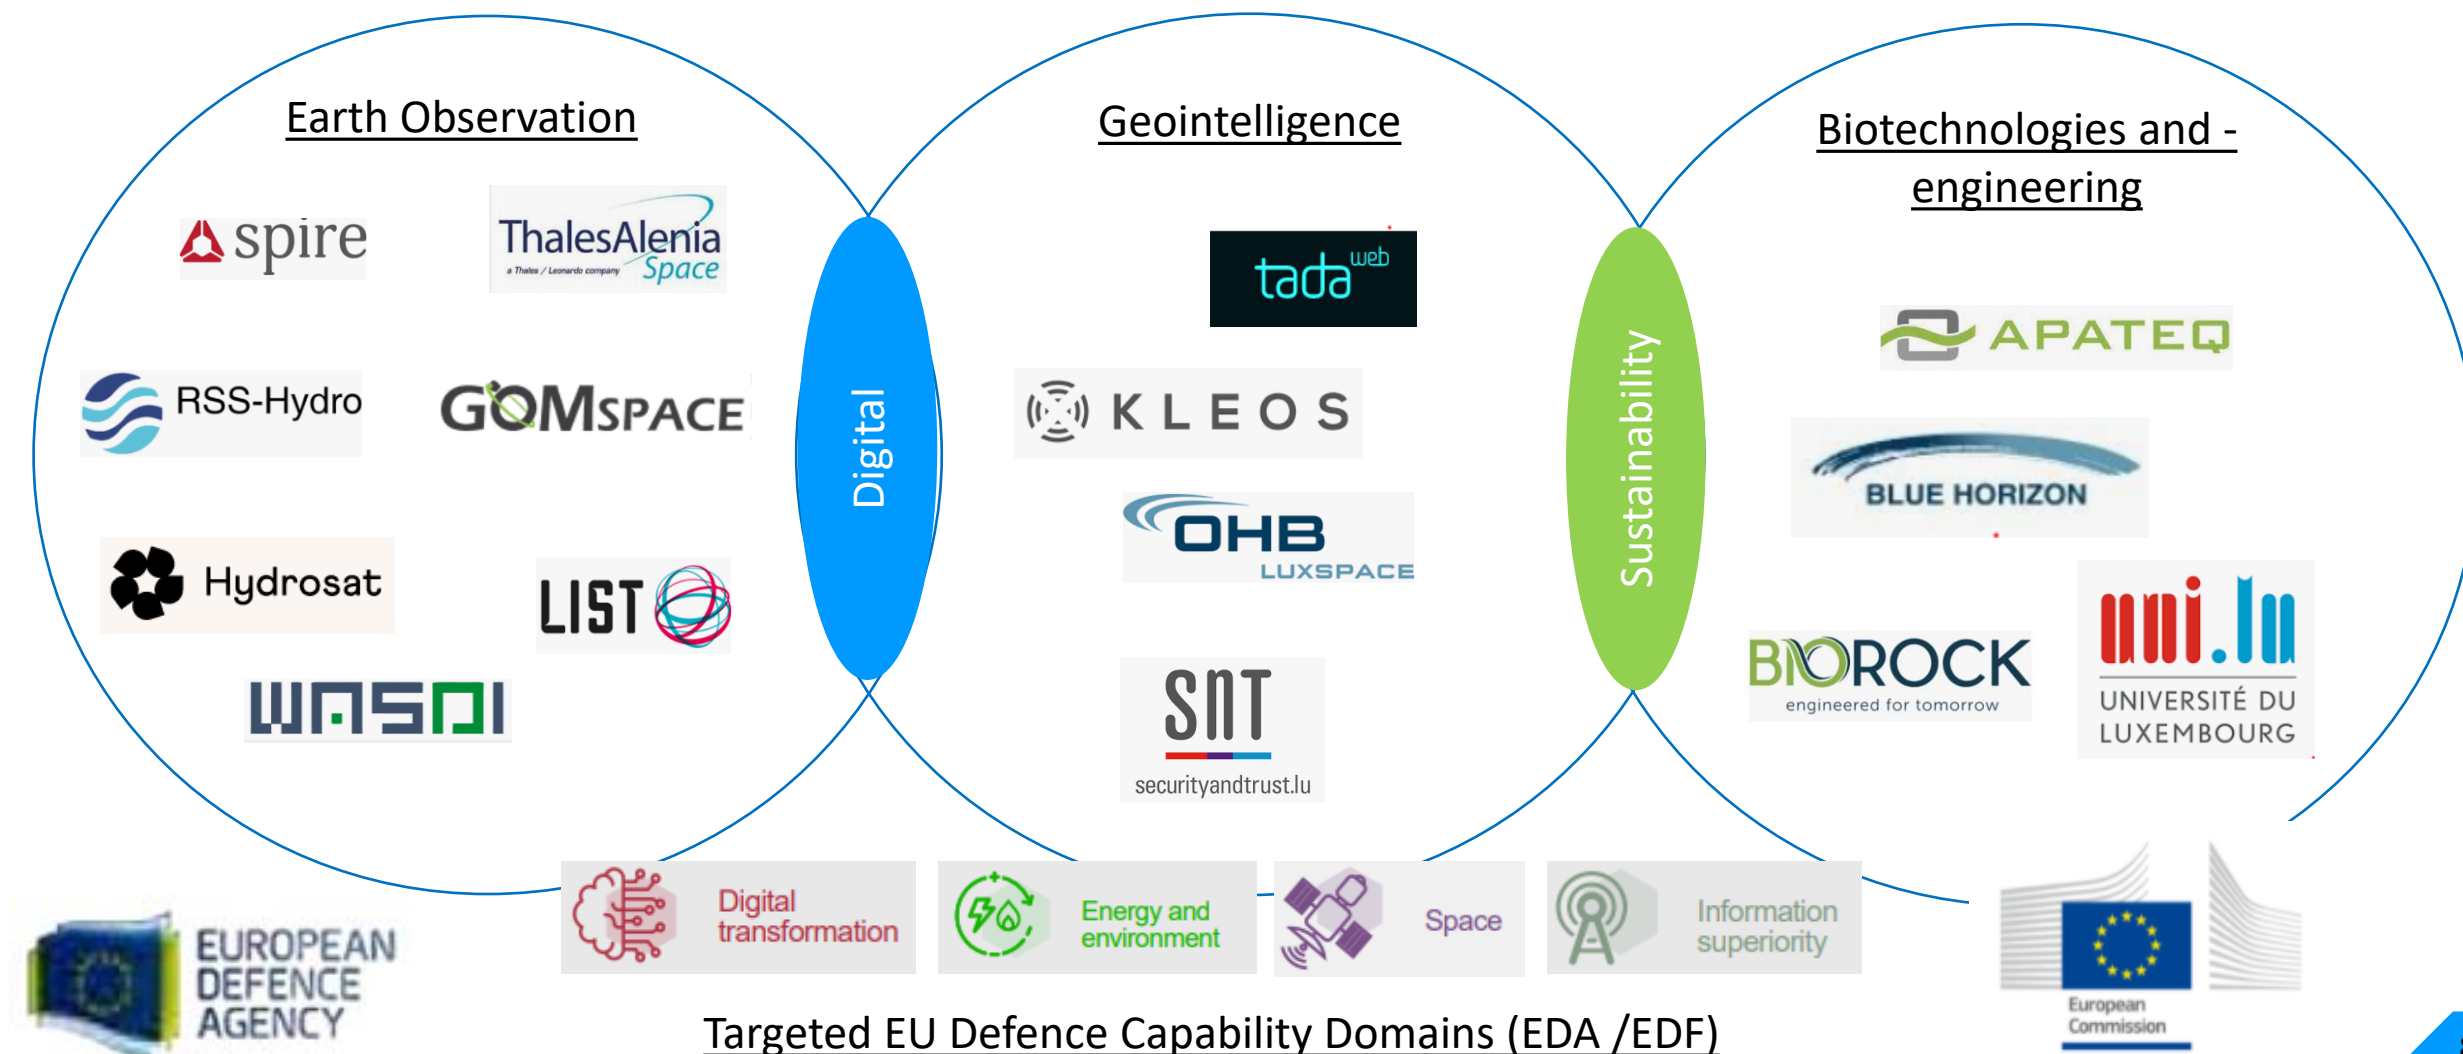 Earth Observation
spire
ThalesAlenia
a Thales / Leonardo company Space
RSS-Hydro
GOMSPACE
Hydrosat
LIST
WASDI
Digital
Geointelligence
tadaweb
KLEOS
OHB
LUXSPACE
SNT
securityandtrust.lu
Sustainability
Biotechnologies and -
engineering
APATEQ
BLUE HORIZON
BIOROCK
engineered for tomorrow
uni.lu
UNIVERSITÉ DU
LUXEMBOURG
EUROPEAN
DEFENCE
AGENCY
Digital
transformation
Energy and
environment
Space
Information
superiority
European
Commission
Targeted EU Defence Capability Domains (EDA /EDF)